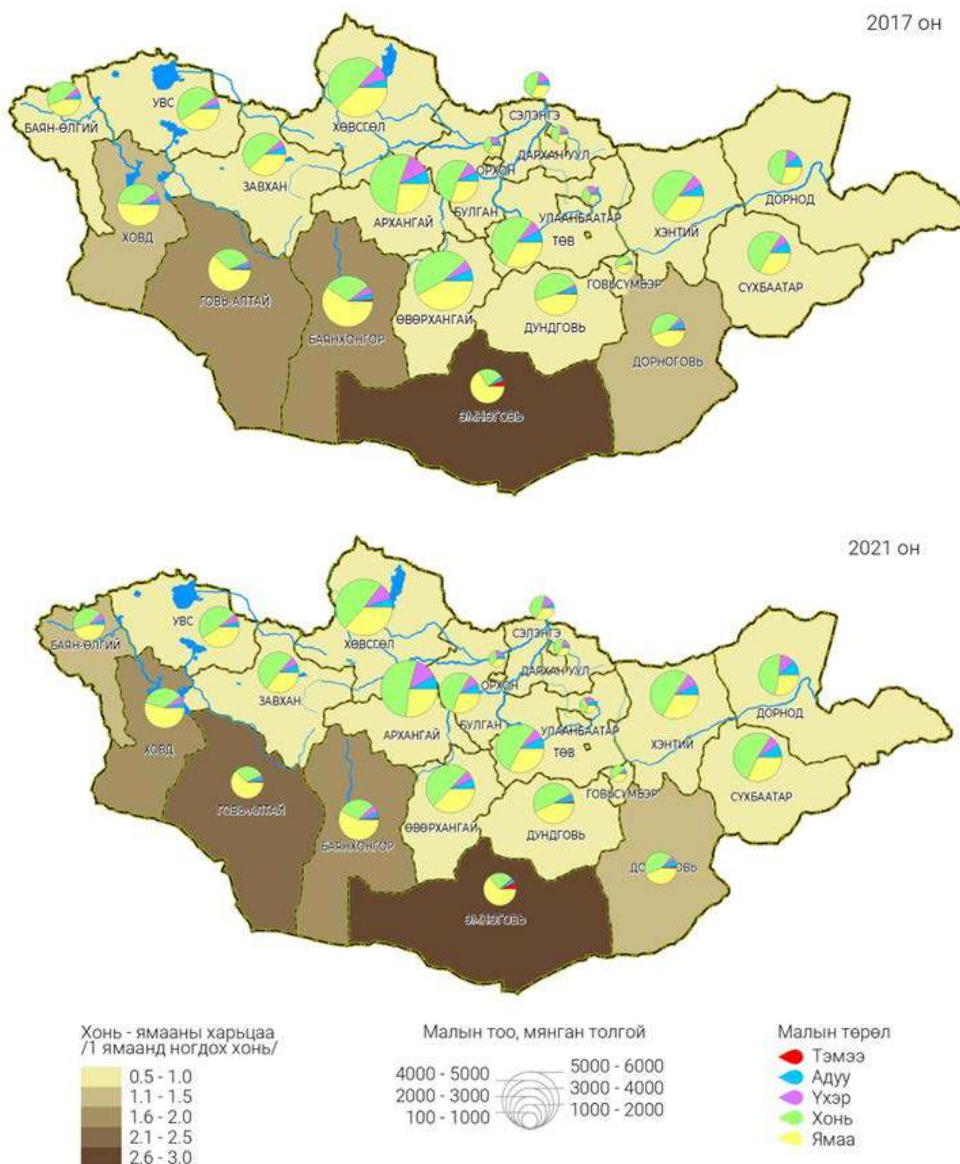 2017 он
УВС
БАЯН-ӨЛГИЙ
ХӨВСГӨЛ
СЭЛЭНГЭ
ДАРХАН УУЛ
ОРХОН
ЗАВХАН
АРХАНГАЙ
БУЛГАН
УЛААНБААТАР
ТӨВ
ХЭНТИЙ
ДОРНОД
ХОВД
ГОВЬ-АЛТАЙ
БАЯНХОНГОР
ӨВӨРХАНГАЙ
ДУНДГОВЬ
ГОВЬСҮМБЭР
СҮХБААТАР
ДОРНОГОВЬ
ӨМНӨГОВЬ
2021 он
УВС
БАЯН-ӨЛГИЙ
ХӨВСГӨЛ
СЭЛЭНГЭ
ДАРХАН УУЛ
ОРХОН
ЗАВХАН
АРХАНГАЙ
БУЛГАН
УЛААНБААТАР
ТӨВ
ХЭНТИЙ
ДОРНОД
ХОВД
ГОВЬ-АЛТАЙ
БАЯНХОНГОР
ӨВӨРХАНГАЙ
ДУНДГОВЬ
ГОВЬСҮМБЭР
СҮХБААТАР
ӨМНӨГОВЬ
Хонь - ямааны харьцаа
/1 ямаанд ногдох хонь/
0.5 - 1.0
1.1 - 1.5
1.6 - 2.0
2.1 - 2.5
2.6 - 3.0
Малын тоо, мянган толгой
4000 - 5000
2000 - 3000
100 - 1000
5000 - 6000
3000 - 4000
1000 - 2000
Малын төрөл
Тэмээ
Адуу
Үхэр
Хонь
Ямаа